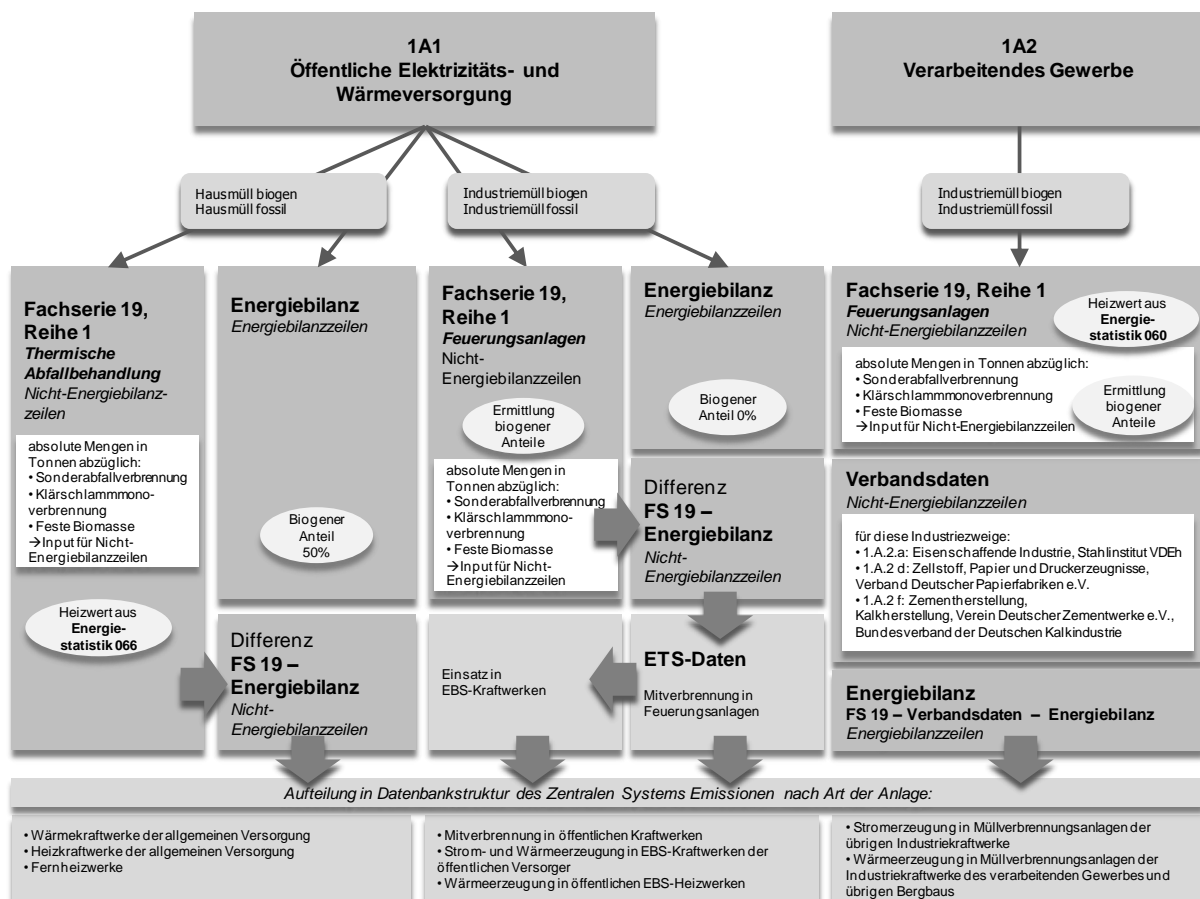 1A1
Öffentliche Elektrizitäts- und
Wärmeversorgung
1A2
Verarbeitendes Gewerbe
Hausmüll biogen
Hausmüll fossil
Industriemüll biogen
Industriemüll fossil
Industriemüll biogen
Industriemüll fossil
Fachserie 19,
Reihe 1
Thermische
Abfallbehandlung
Nicht-Energiebilanz-
zeilen
absolute Mengen in
Tonnen abzüglich:
• Sonderabfallverbrennung
• Klärschlammmono-
verbrennung
• Feste Biomasse
→Input für Nicht-
Energiebilanzzeilen
Heizwert aus
Energie-
statistik 066
Energiebilanz
Energiebilanzzeilen
Biogener
Anteil
50%
Differenz
FS 19 –
Energiebilanz
Nicht-
Energiebilanzzeilen
Fachserie 19,
Reihe 1
Feuerungsanlagen
Nicht-
Energiebilanzzeilen
Ermittlung
biogener
Anteile
absolute Mengen in
Tonnen abzüglich:
• Sonderabfallverbrennung
• Klärschlammmono-
verbrennung
• Feste Biomasse
→Input für Nicht-
Energiebilanzzeilen
Einsatz in
EBS-Kraftwerken
Energiebilanz
Energiebilanzzeilen
Biogener
Anteil 0%
Differenz
FS 19 –
Energiebilanz
Nicht-
Energiebilanzzeilen
ETS-Daten
Mitverbrennung in
Feuerungsanlagen
Fachserie 19, Reihe 1
Feuerungsanlagen
Nicht-Energiebilanzzeilen
Heizwert aus
Energie-
statistik 060
absolute Mengen in Tonnen abzüglich:
• Sonderabfallverbrennung
• Klärschlammmonoverbrennung
• Feste Biomasse
→Input für Nicht-Energiebilanzzeilen
Ermittlung
biogener
Anteile
Verbandsdaten
Nicht-Energiebilanzzeilen
für diese Industriezweige:
• 1.A.2.a: Eisenschaffende Industrie, Stahlinstitut VDEh
• 1.A.2 d: Zellstoff, Papier und Druckerzeugnisse,
Verband Deutscher Papierfabriken e.V.
• 1.A.2 f: Zementherstellung,
Kalkherstellung, Verein Deutscher Zementwerke e.V.,
Bundesverband der Deutschen Kalkindustrie
Energiebilanz
FS 19 – Verbandsdaten – Energiebilanz
Energiebilanzzeilen
Aufteilung in Datenbankstruktur des Zentralen Systems Emissionen nach Art der Anlage:
• Wärmekraftwerke der allgemeinen Versorgung
• Heizkraftwerke der allgemeinen Versorgung
• Fernheizwerke
• Mitverbrennung in öffentlichen Kraftwerken
• Strom- und Wärmeerzeugung in EBS-Kraftwerken der
öffentlichen Versorger
• Wärmeerzeugung in öffentlichen EBS-Heizwerken
• Stromerzeugung in Müllverbrennungsanlagen der
übrigen Industriekraftwerke
• Wärmeerzeugung in Müllverbrennungsanlagen der
Industriekraftwerke des verarbeitenden Gewerbes und
übrigen Bergbaus